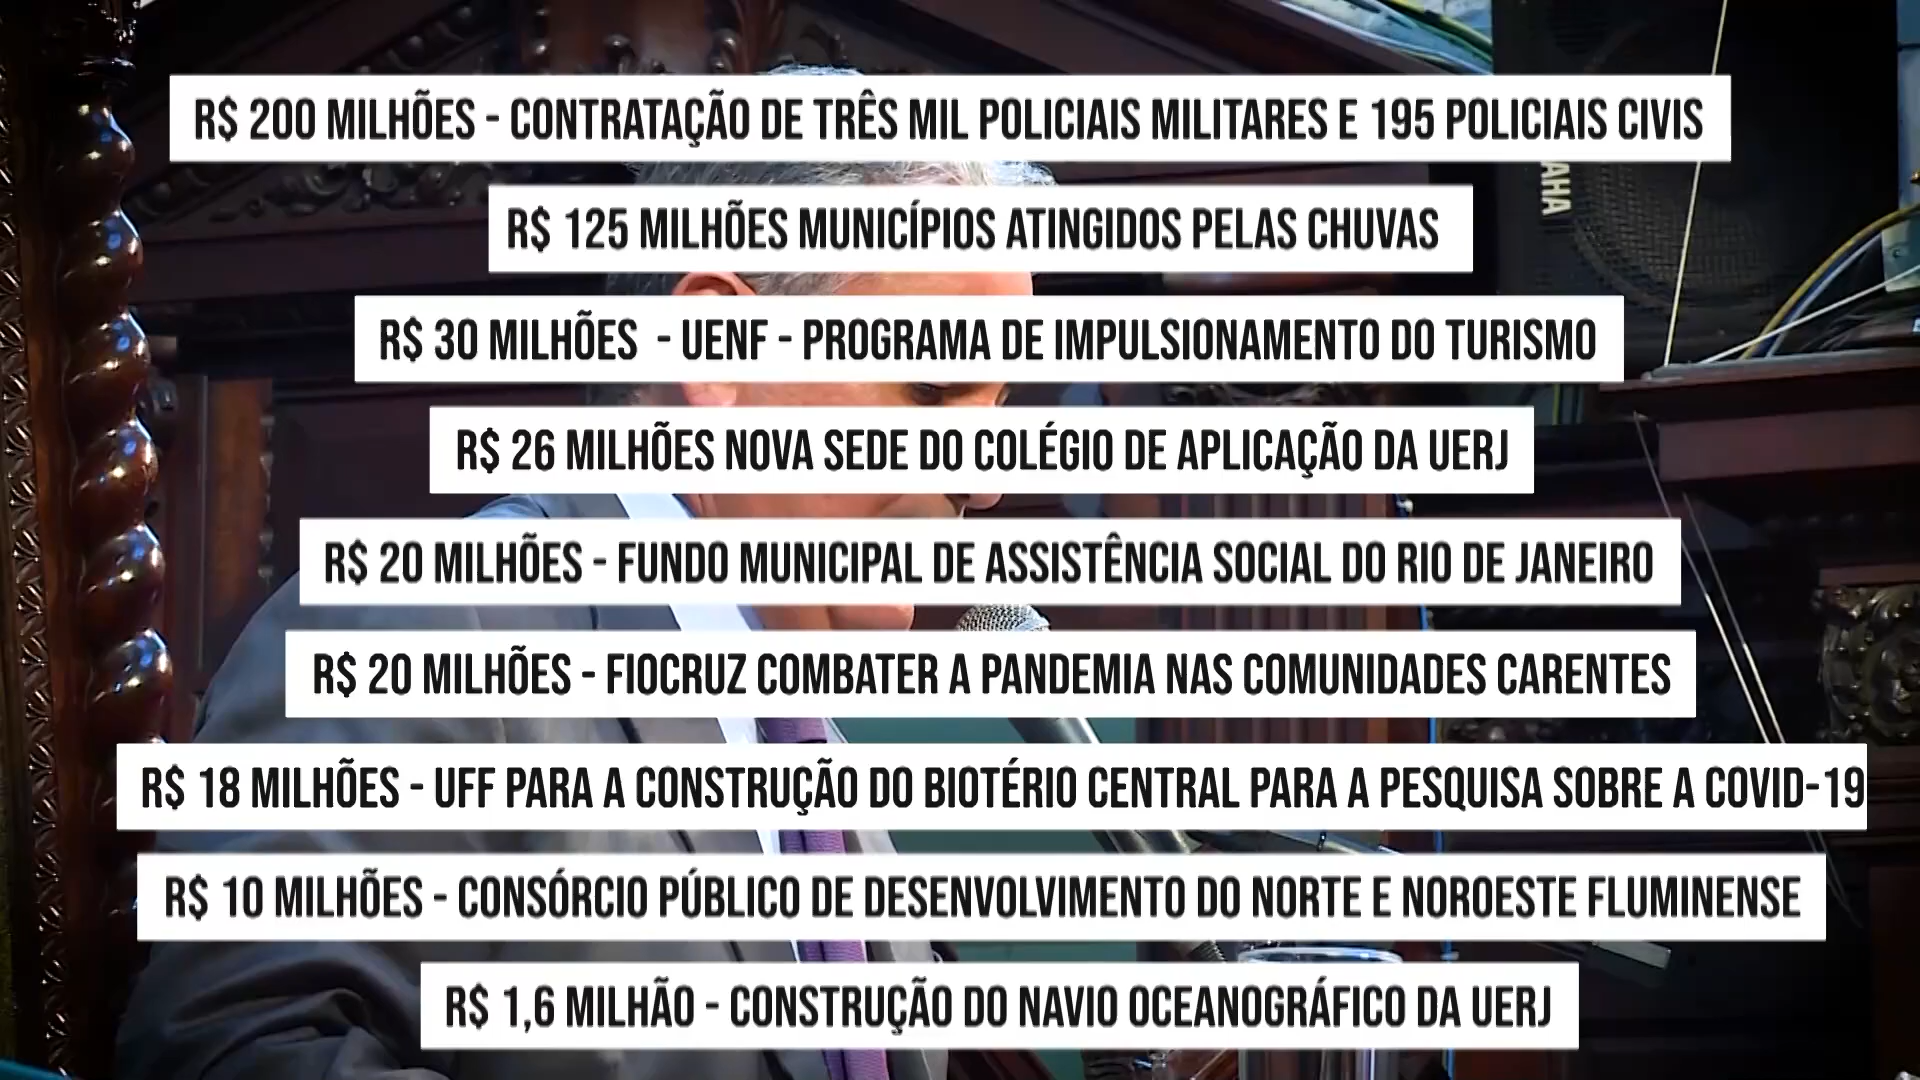 R$ 200 MILHÕES - CONTRATAÇÃO DE TRÊS MIL POLICIAIS MILITARES E 195 POLICIAIS CIVIS
AHA
R$ 125 MILHÕES MUNICÍPIOS ATINGIDOS PELAS CHUVAS
R$ 30 MILHÕES - UENF - PROGRAMA DE IMPULSIONAMENTO DO TURISMO
R$ 26 MILHÕES NOVA SEDE DO COLÉGIO DE APLICAÇÃO DA UERJ
R$ 20 MILHÕES - FUNDO MUNICIPAL DE ASSISTÊNCIA SOCIAL DO RIO DE JANEIRO
R$ 20 MILHÕES - FIOCRUZ COMBATER A PANDEMIA NAS COMUNIDADES CARENTES
R$ 18 MILHÕES - UFF PARA A CONSTRUÇÃO DO BIOTÉRIO CENTRAL PARA A PESQUISA SOBRE A COVID-19
R$ 10 MILHÕES - CONSÓRCIO PÚBLICO DE DESENVOLVIMENTO DO NORTE E NOROESTE FLUMINENSE
R$ 1,6 MILHÃO - CONSTRUÇÃO DO NAVIO OCEANOGRÁFICO DA UERJ